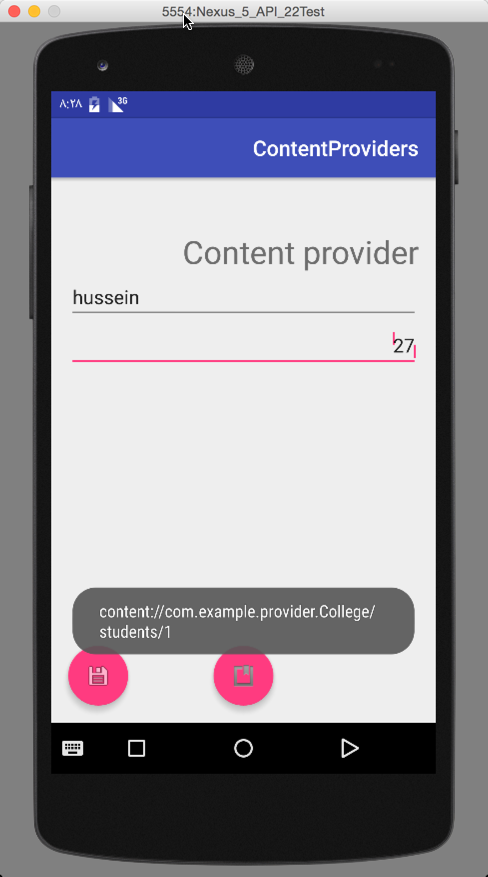 5554:Nexus_5_API_22Test
٨:٢٨
3G
ContentProviders
Content provider
hussein
27
content://com.example.provider.College/
students/1